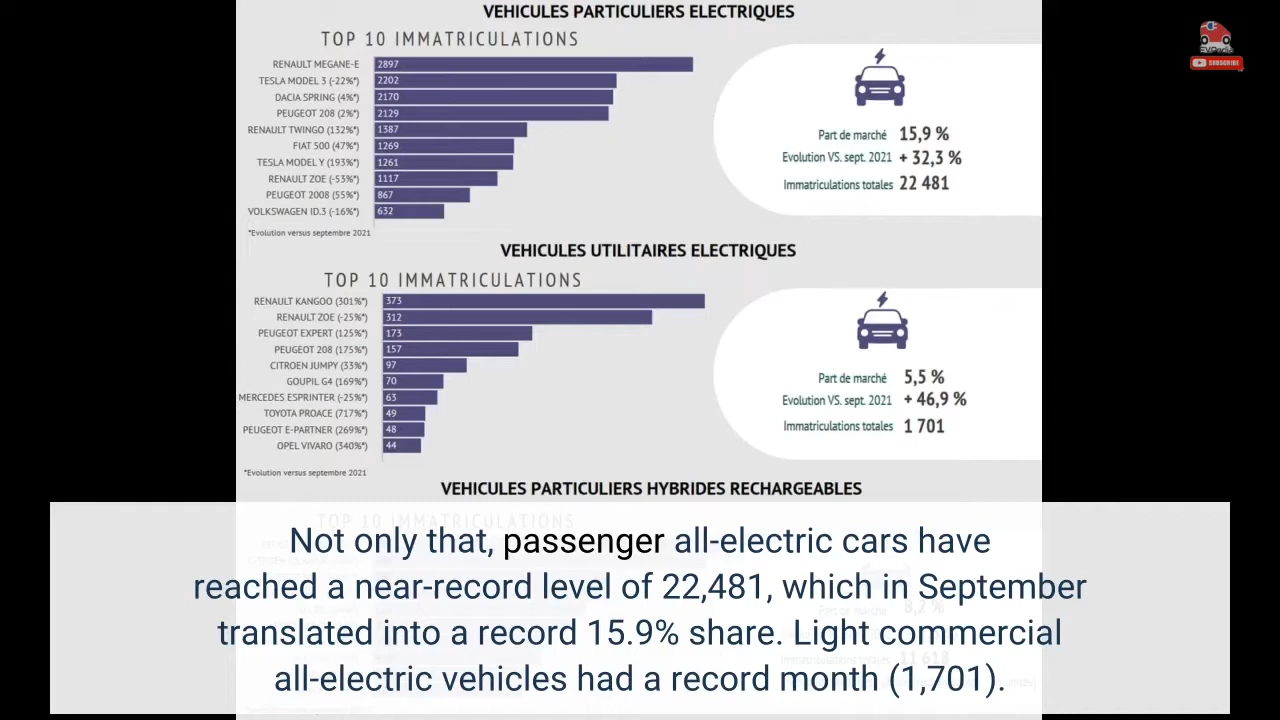 VEHICULES PARTICULIERS ELECTRIQUES
TOP 10 IMMATRICULATIONS
RENAULT MEGANE-E 2897
TESLA MODEL 3 (-22%*) 2202
DACIA SPRING (4%*) 2170
PEUGEOT 208 (2%*) 2129
RENAULT TWINGO (132%*) 1387
FIAT 500 (47%*) 1269
TESLA MODEL Y (193%*) 1261
RENAULT ZOE (-53%*) 1117
PEUGEOT 2008 (55%*) 867
VOLKSWAGEN ID.3 (-16%*) 632
*Evolution versus septembre 2021
Part de marché 15,9 %
Evolution VS. sept. 2021 + 32,3 %
Immatriculations totales 22 481
EVPedia
SUBSCRIBE
VEHICULES UTILITAIRES ELECTRIQUES
TOP 10 IMMATRICULATIONS
RENAULT KANGOO (301%*) 373
RENAULT ZOE (-25%*) 312
PEUGEOT EXPERT (125%*) 173
PEUGEOT 208 (175%*) 157
CITROEN JUMPY (33%*) 97
GOUPIL G4 (169%*) 70
MERCEDES ESPRINTER (-25%*) 63
TOYOTA PROACE (717%*) 49
PEUGEOT E-PARTNER (269%*) 48
OPEL VIVARO (340%*) 44
*Evolution versus septembre 2021
Part de marché 5,5 %
Evolution VS. sept. 2021 + 46,9 %
Immatriculations totales 1 701
VEHICULES PARTICULIERS HYBRIDES RECHARGEABLES
TOP 10 IMMATRICULATIONS
Not only that, passenger all-electric cars have
reached a near-record level of 22,481, which in September
translated into a record 15.9% share. Light commercial
all-electric vehicles had a record month (1,701).